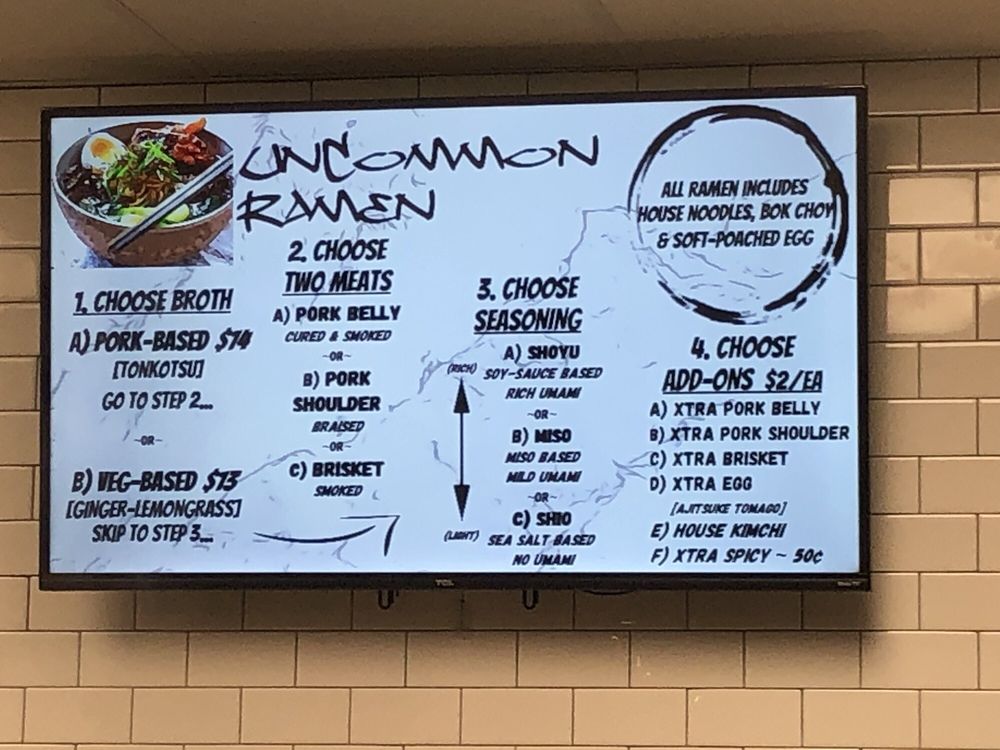 UNCOMMON
RAMEN
ALL RAMEN INCLUDES
HOUSE NOODLES, BOK CHOY
& SOFT-POACHED EGG
1. CHOOSE BROTH
A) PORK-BASED $14
[TONKOTSU]
GO TO STEP 2...
-OR-
B) VEG-BASED $13
[GINGER-LEMONGRASS]
SKIP TO STEP 3...
2. CHOOSE
TWO MEATS
A) PORK BELLY
CURED & SMOKED
-OR-
B) PORK
SHOULDER
BRAISED
-OR-
C) BRISKET
SMOKED
3. CHOOSE
SEASONING
(RICH)
A) SHOYU
SOY-SAUCE BASED
RICH UMAMI
-OR-
B) MISO
MISO BASED
MILD UMAMI
-OR-
C) SHIO
(LIGHT)
SEA SALT BASED
NO UMAMI
4. CHOOSE
ADD-ONS $2/EA
A) XTRA PORK BELLY
B) XTRA PORK SHOULDER
C) XTRA BRISKET
D) XTRA EGG
[AJITSUKE TOMAGO]
E) HOUSE KIMCHI
F) XTRA SPICY ~ 50¢
TCL
Roku TV